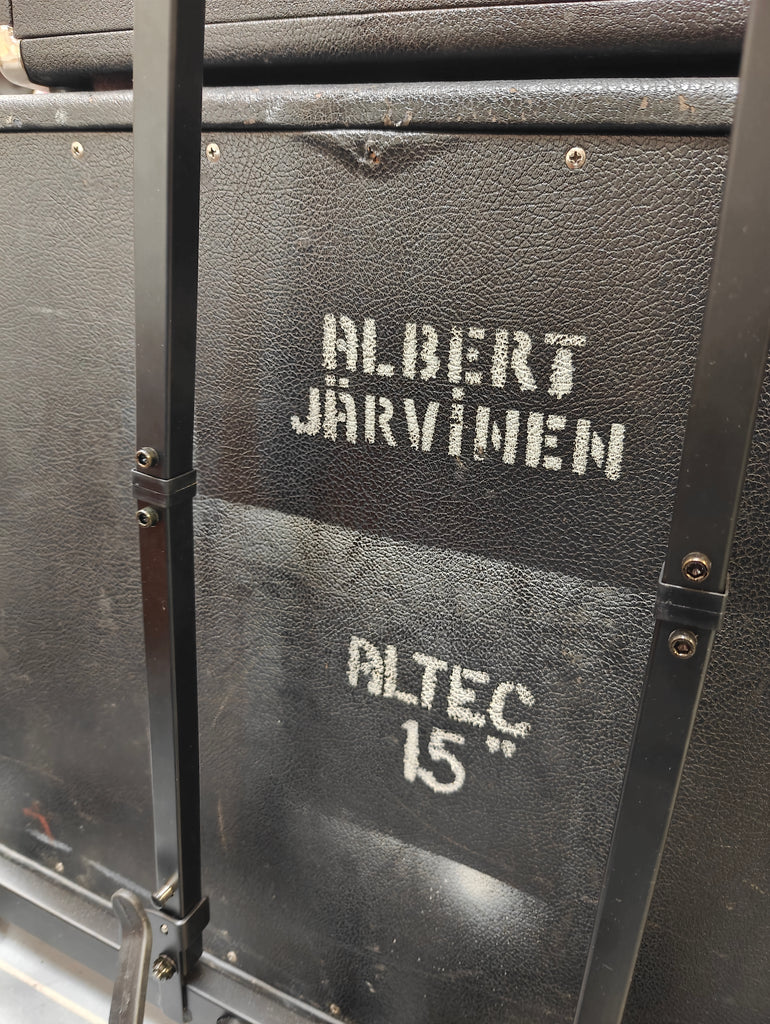 ALBERT
JÄRVINEN
ALTEC
15"